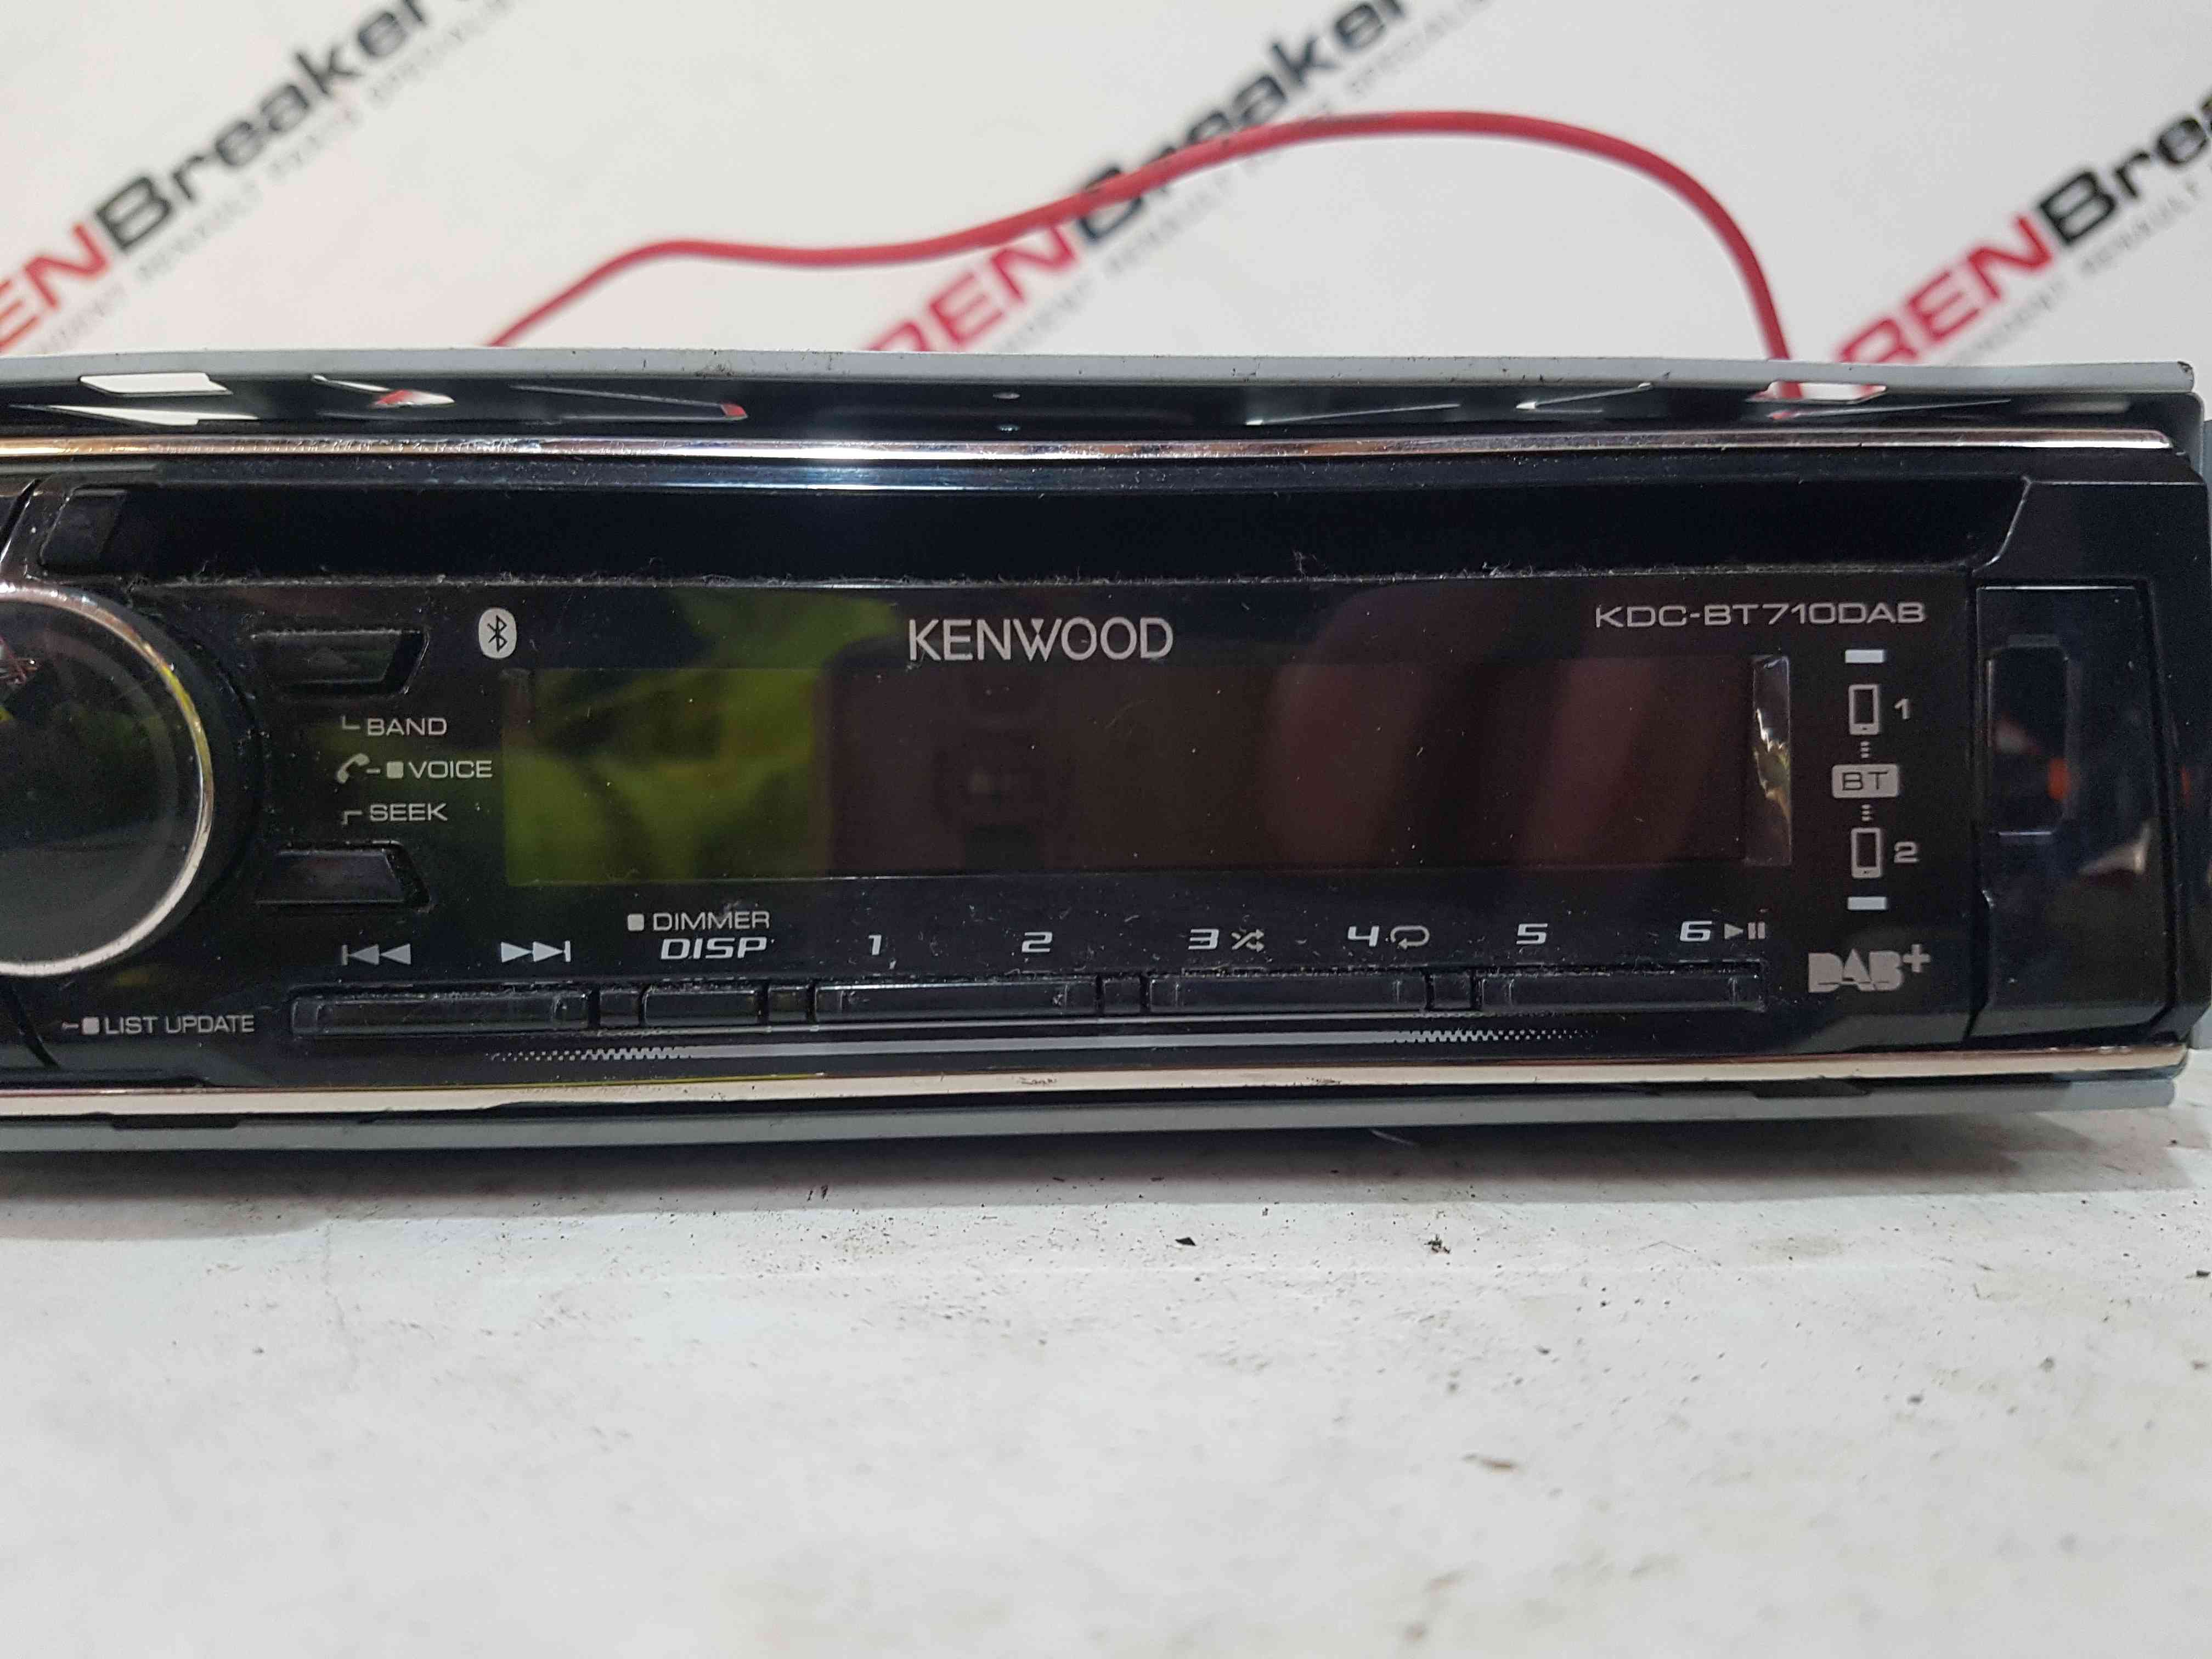 ENBreaker
RENBreaker
RENBrea
KENWOOD
KDC-BT710DAB
BAND
VOICE
SEEK
1
BT
2
DIMMER
DISP
1
2
3
4
5
6
DAB+
LIST UPDATE